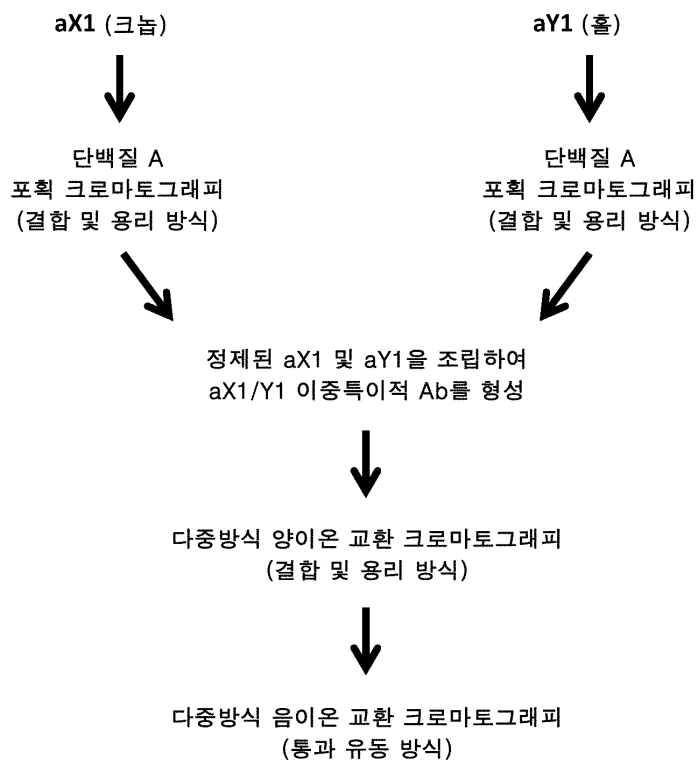 aX1 (크놉)
aY1 (홀)
단백질 A
포획 크로마토그래피
(결합 및 용리 방식)
단백질 A
포획 크로마토그래피
(결합 및 용리 방식)
정제된 aX1 및 aY1을 조립하여
aX1/Y1 이중특이적 Ab를 형성
다중방식 양이온 교환 크로마토그래피
(결합 및 용리 방식)
다중방식 음이온 교환 크로마토그래피
(통과 유동 방식)